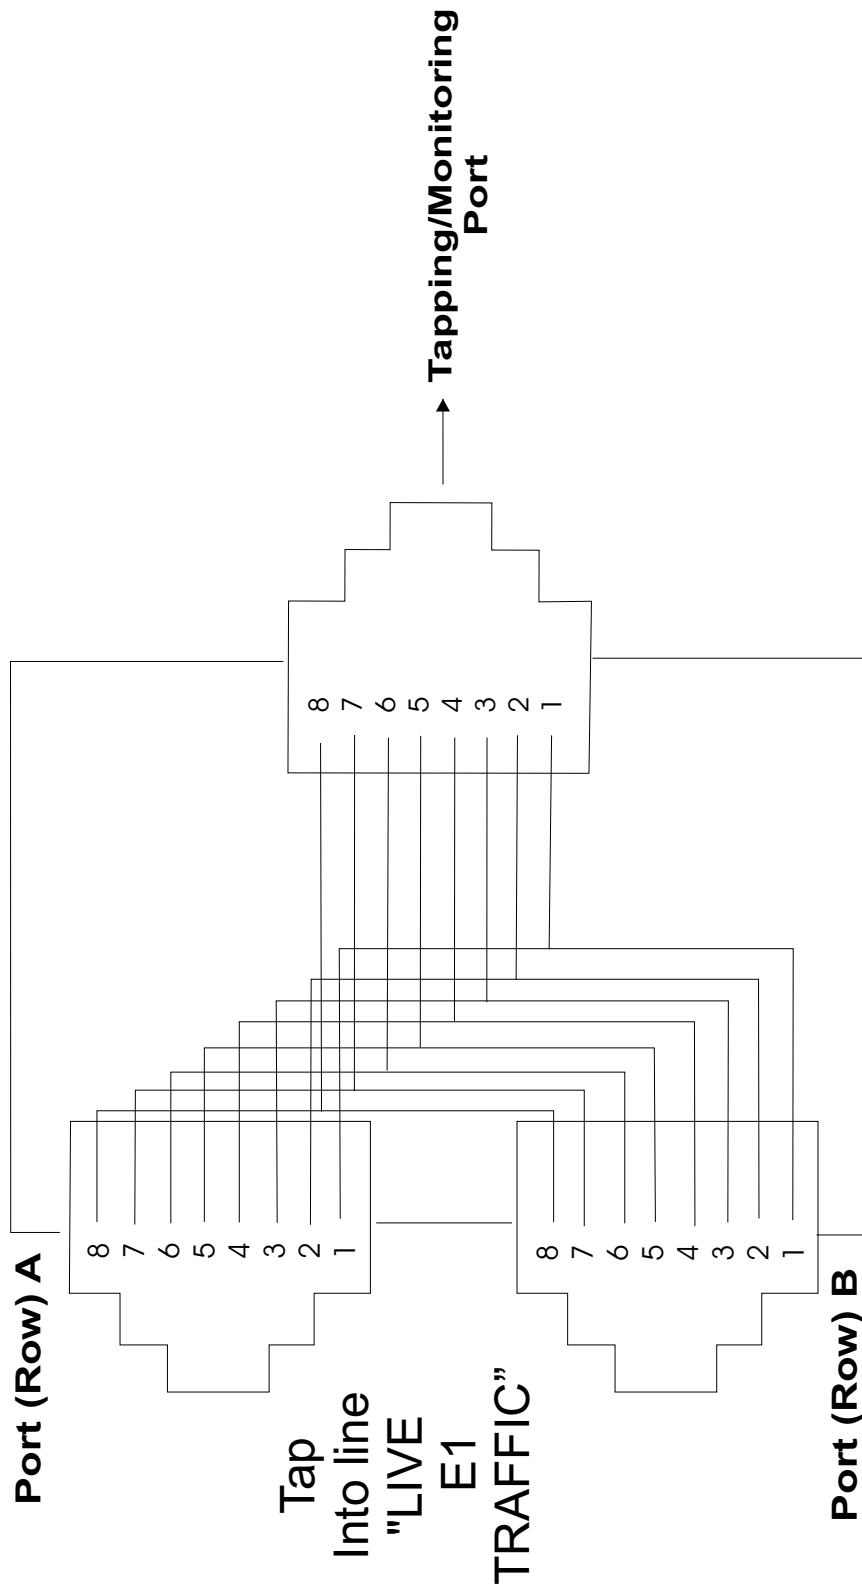 Port (Row) A
8
7
6
5
4
3
2
1
Tap
Into line
"LIVE
E1
TRAFFIC”
8
7
6
5
4
3
2
1
Port (Row) B
8
7
6
5
4
3
2
1
Tapping/Monitoring
Port